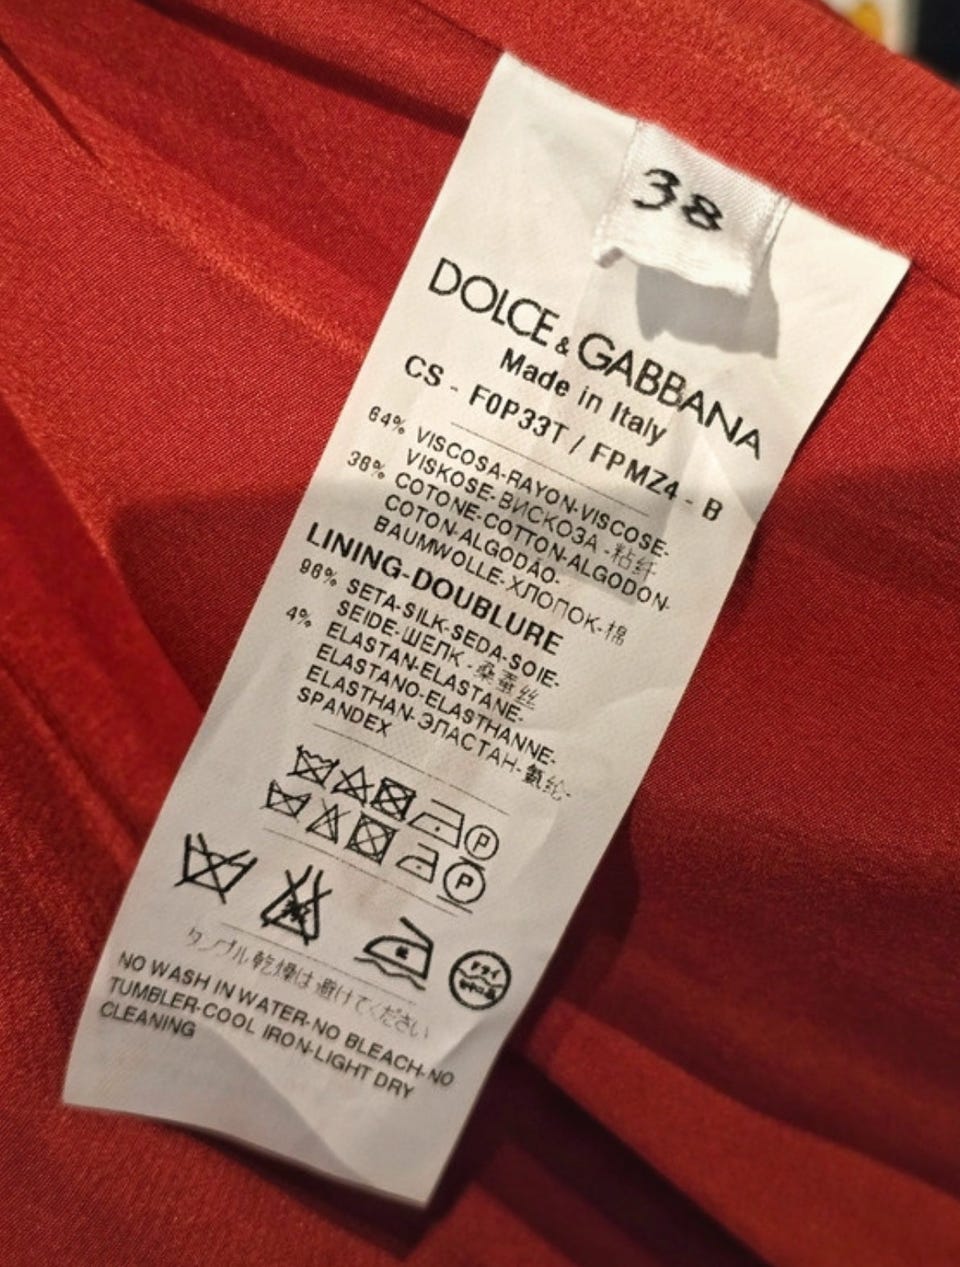 38
DOLCE & GABBANA
Made in Italy
CS - F0P33T / FPMZ4 - B
64% VISCOSA-RAYON-VISCOSE-
VISKOSE-ВИСКОЗА-粘纤
36% COTONE-COTTON-ALGODON-
COTON-ALGODÃO-
BAUMWOLLE-ХЛОПОК-棉
LINING-DOUBLURE
96% SETA-SILK-SEDA-SOIE-
SEIDE-ШЕЛК-桑蚕丝
4% ELASTAN-ELASTANE-
ELASTANO-ELASTHANNE-
ELASTHAN-ЭЛАСТАН-氨纶-
SPANDEX
P
P
ドライ
タンブル乾燥は避けてください
NO WASH IN WATER-NO BLEACH-NO
TUMBLER-COOL IRON-LIGHT DRY
CLEANING